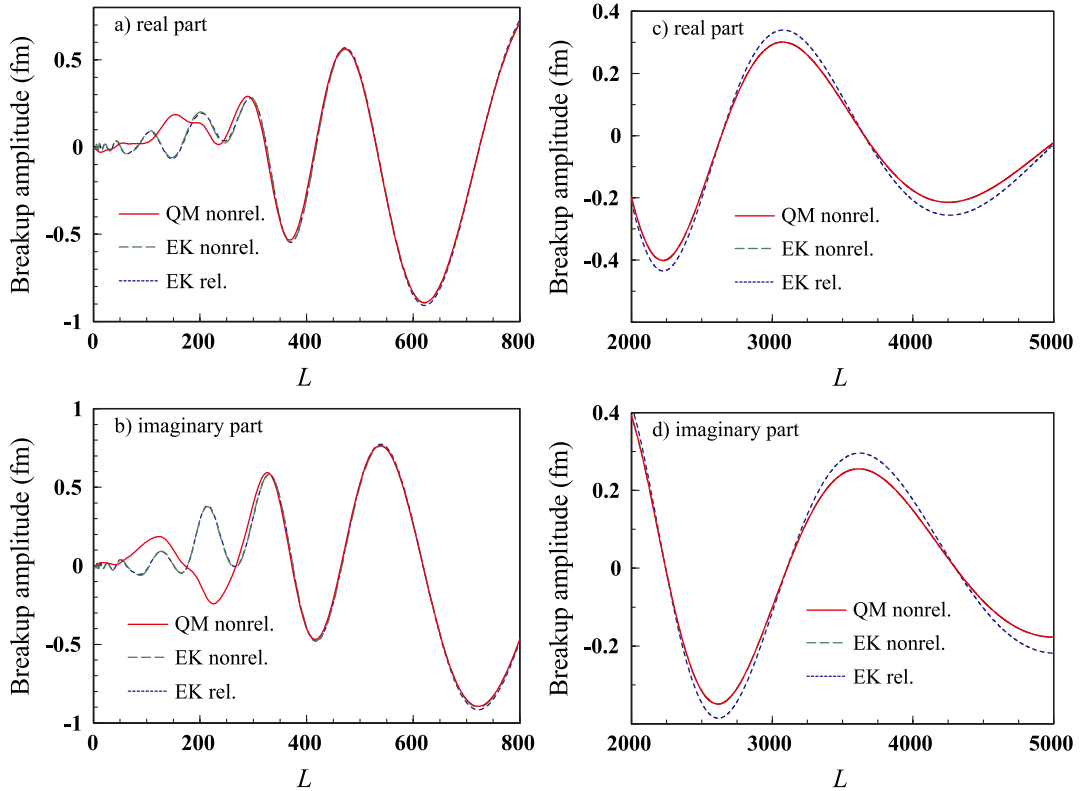 a) real part
Breakup amplitude (fm)
0.5
0
-0.5
-1
QM nonrel.
EK nonrel.
EK rel.
0 200 400 600 800
L
c) real part
Breakup amplitude (fm)
0.4
0.2
0
-0.2
-0.4
QM nonrel.
EK nonrel.
EK rel.
2000 3000 4000 5000
L
b) imaginary part
Breakup amplitude (fm)
1
0.5
0
-0.5
-1
QM nonrel.
EK nonrel.
EK rel.
0 200 400 600 800
L
d) imaginary part
Breakup amplitude (fm)
0.4
0.2
0
-0.2
QM nonrel.
EK nonrel.
EK rel.
2000 3000 4000 5000
L